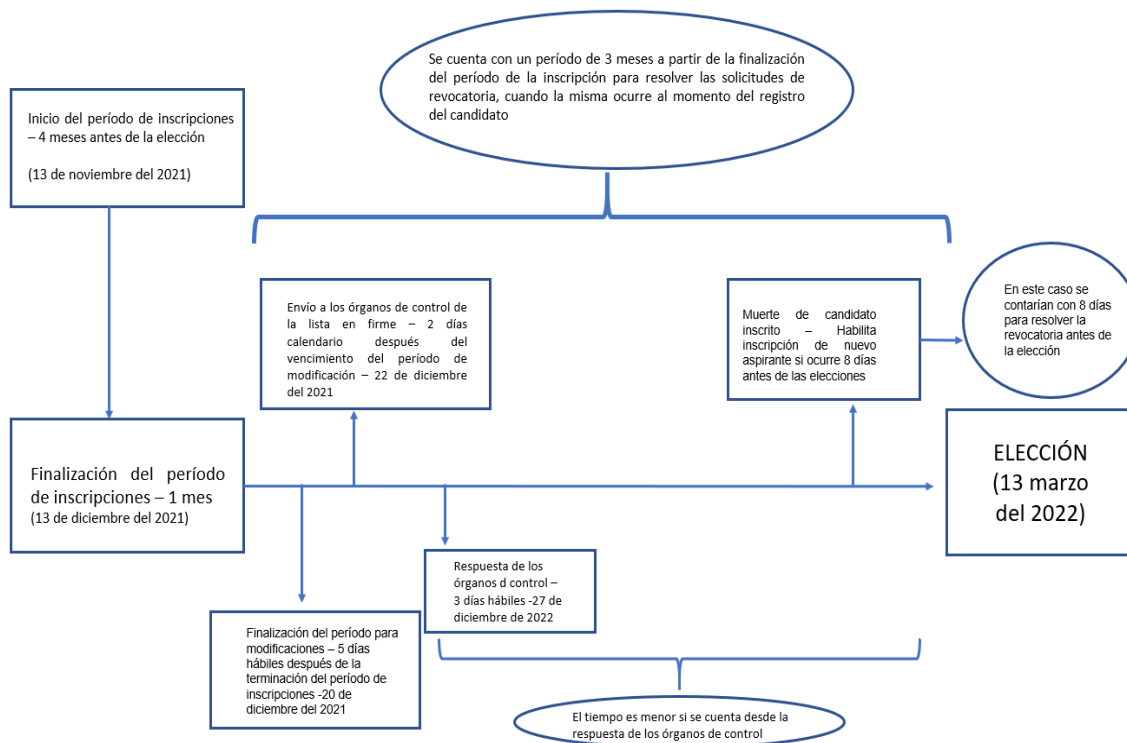 Se cuenta con un período de 3 meses a partir de la finalización
del período de la inscripción para resolver las solicitudes de
revocatoria, cuando la misma ocurre al momento del registro
del candidato
Inicio del período de inscripciones
– 4 meses antes de la elección
(13 de noviembre del 2021)
Envío a los órganos de control de
la lista en firme – 2 días
calendario después del
vencimiento del período de
modificación – 22 de diciembre
del 2021
Muerte de candidato
inscrito – Habilita
inscripción de nuevo
aspirante si ocurre 8 días
antes de las elecciones
En este caso se
contarían con 8 días
para resolver la
revocatoria antes de
la elección
Finalización del período
de inscripciones – 1 mes
(13 de diciembre del 2021)
ELECCIÓN
(13 marzo
del 2022)
Respuesta de los
órganos d control –
3 días hábiles -27 de
diciembre de 2022
Finalización del período para
modificaciones – 5 días
hábiles después de la
terminación del período de
inscripciones -20 de
diciembre del 2021
El tiempo es menor si se cuenta desde la
respuesta de los órganos de control